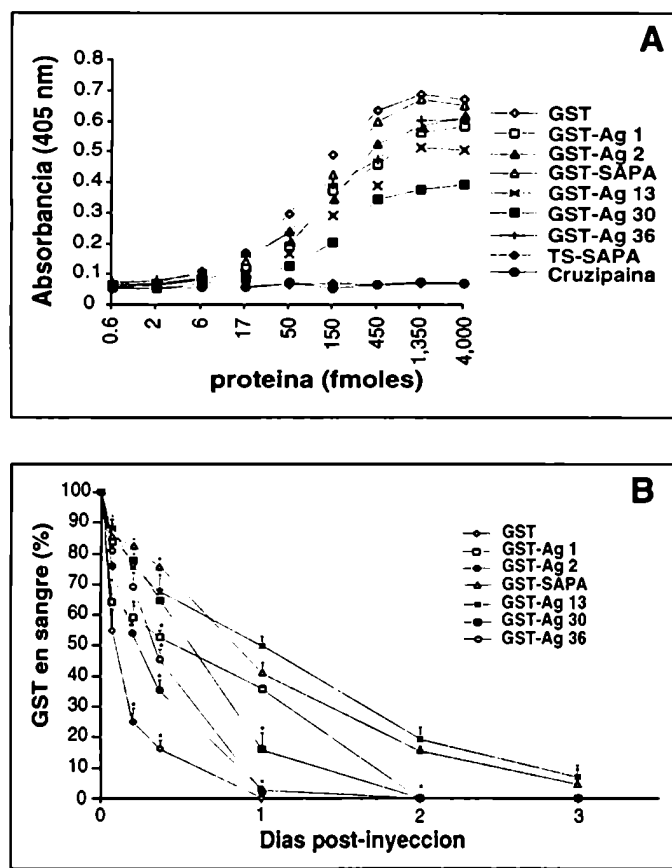 A
Absorbancia (405 nm)
0.8
0.7
0.6
0.5
0.4
0.3
0.2
0.1
0
0.6
2
6
17
50
150
450
1,350
4,000
proteina (fmoles)
GST
GST-Ag 1
GST-Ag 2
GST-SAPA
GST-Ag 13
GST-Ag 30
GST-Ag 36
TS-SAPA
Cruzipaina
B
GST en sangre (%)
100
90
80
70
60
50
40
30
20
10
0
0
1
2
3
Dias post-inyeccion
GST
GST-Ag 1
GST-Ag 2
GST-SAPA
GST-Ag 13
GST-Ag 30
GST-Ag 36